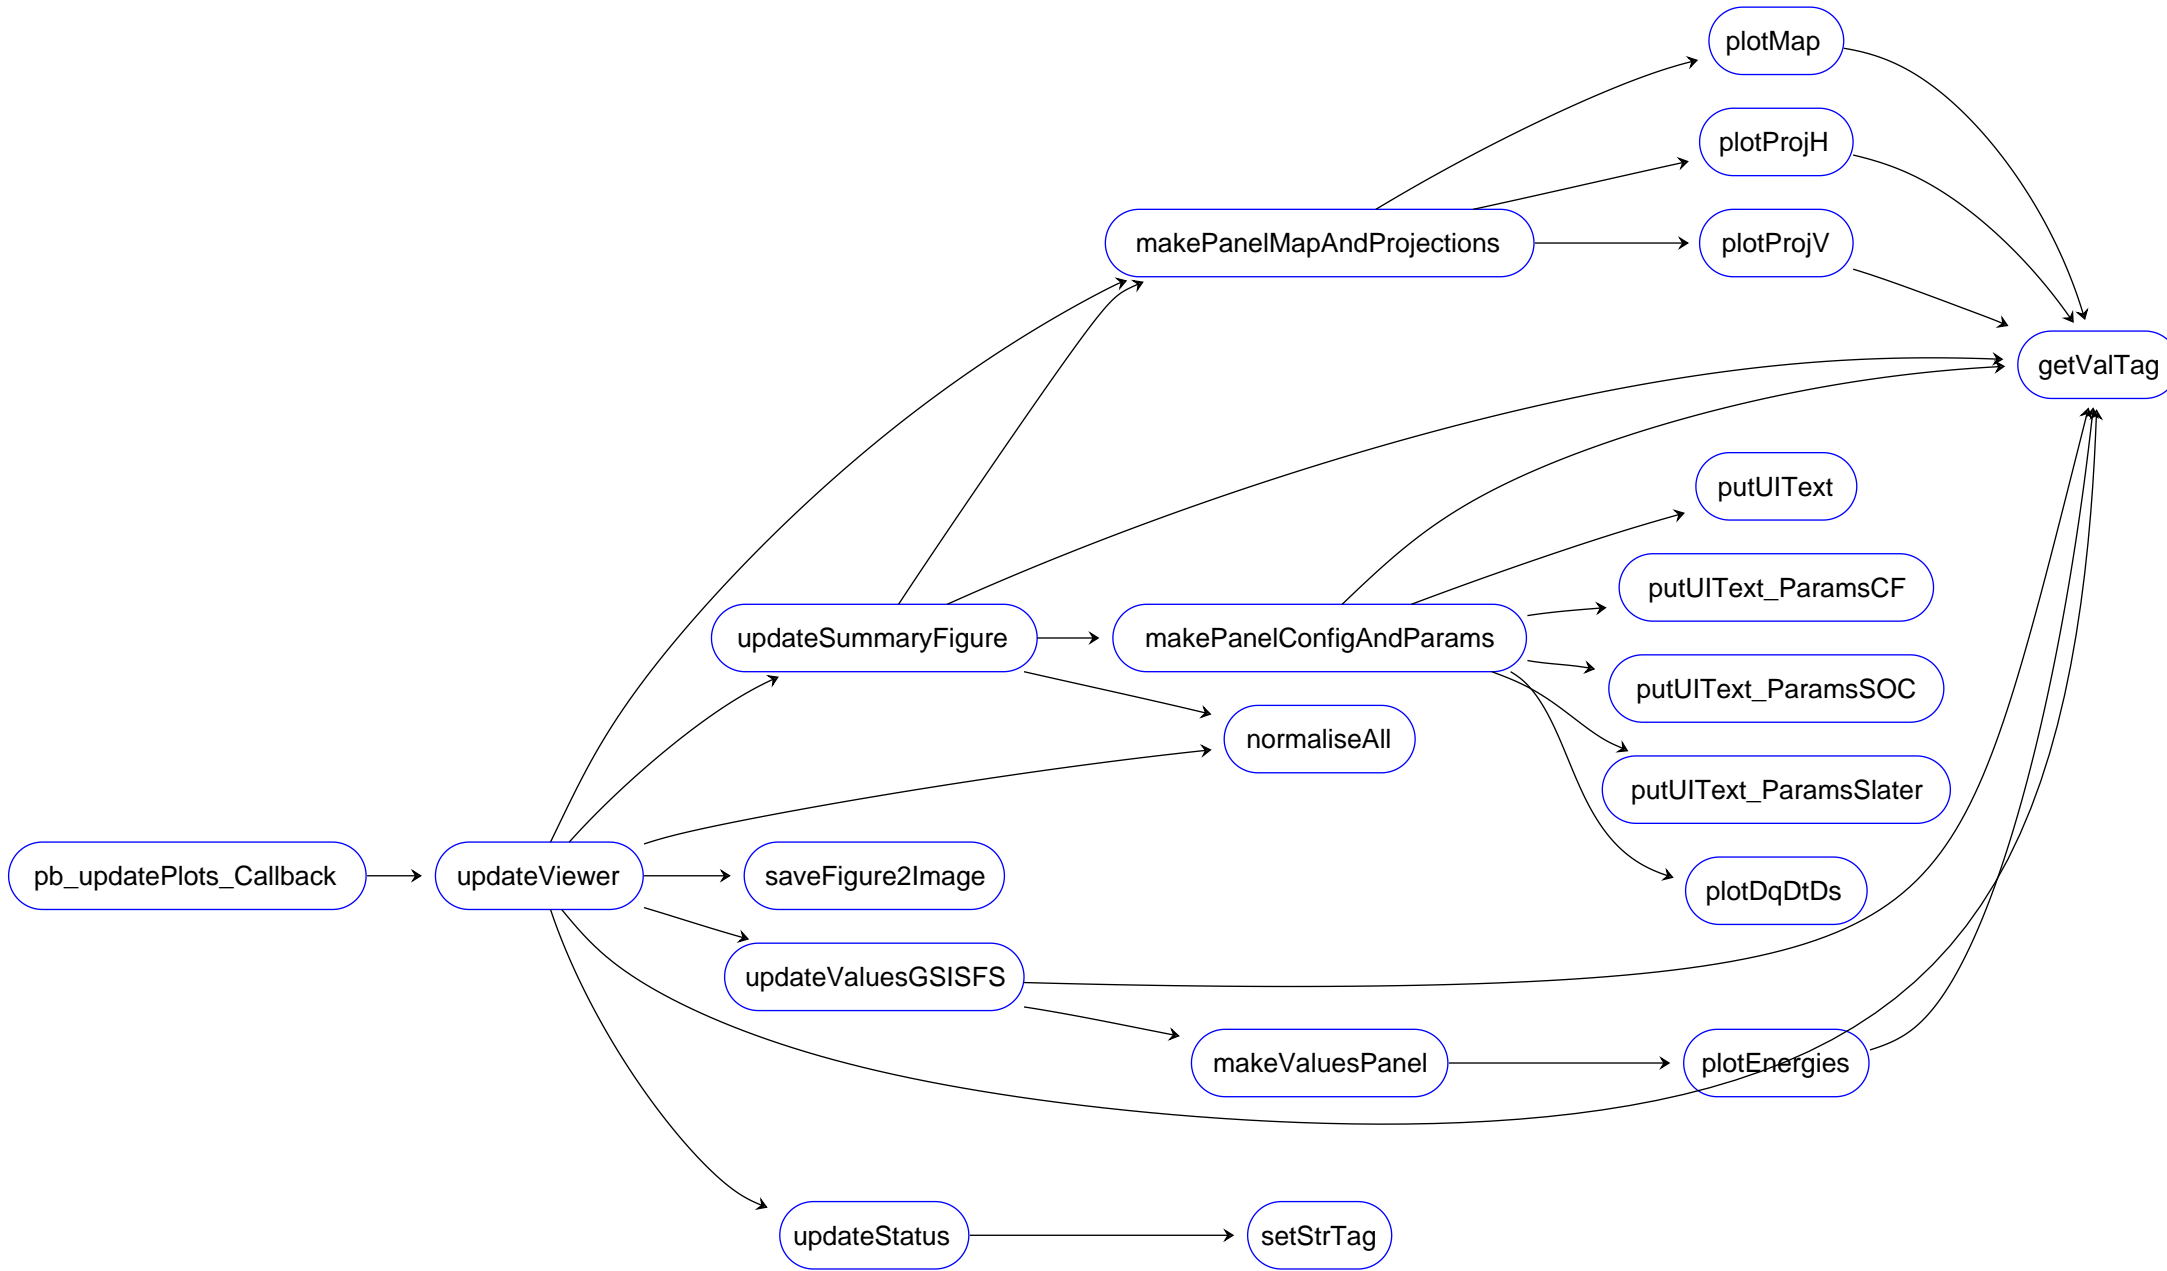 plotMap
plotProjH
makePanelMapAndProjections
plotProjV
getValTag
putUIText
putUIText_ParamsCF
updateSummaryFigure
makePanelConfigAndParams
putUIText_ParamsSOC
normaliseAll
putUIText_ParamsSlater
pb_updatePlots_Callback
updateViewer
saveFigure2Image
plotDqDtDs
updateValuesGSISFS
makeValuesPanel
plotEnergies
updateStatus
setStrTag